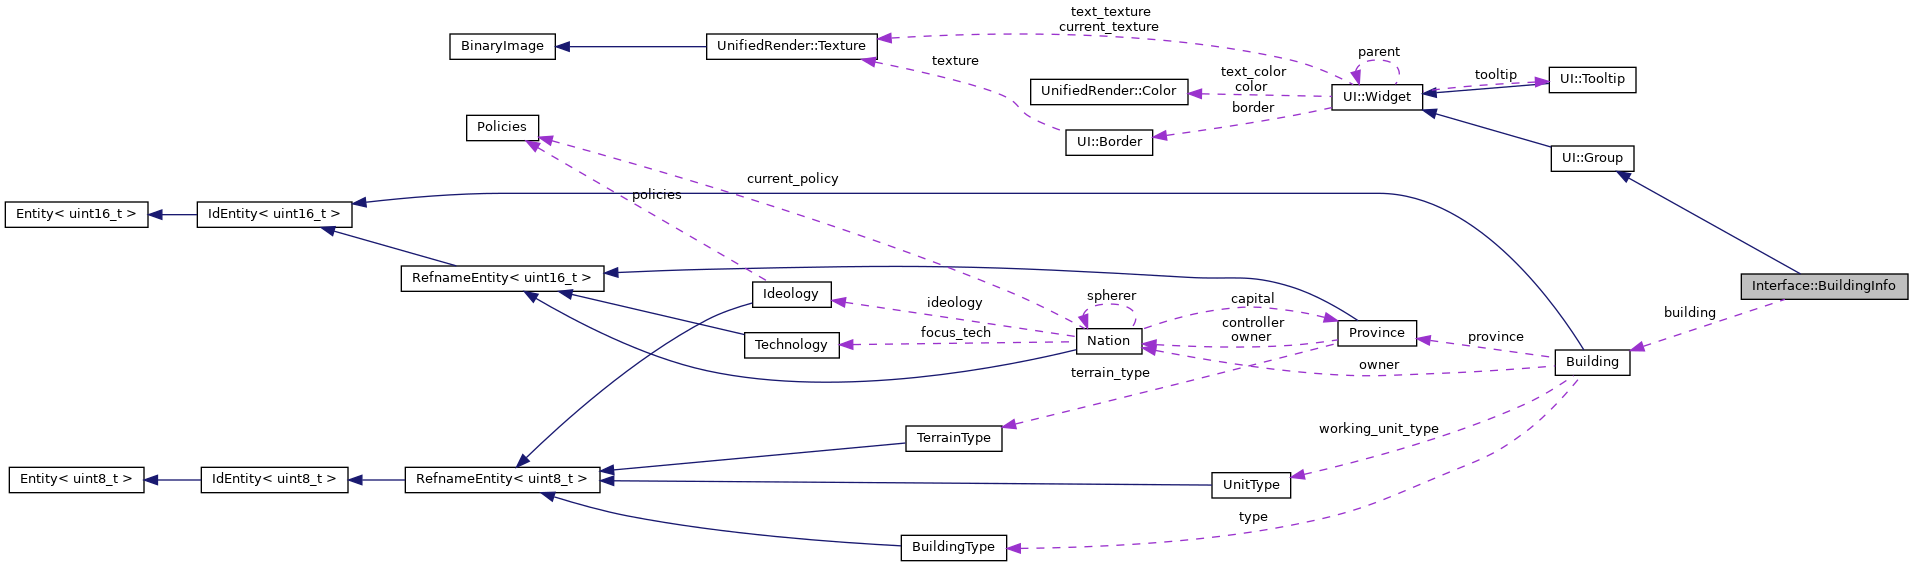 text_texture
current_texture
BinaryImage
UnifiedRender::Texture
parent
texture
text_color
color
tooltip
UI::Tooltip
UnifiedRender::Color
UI::Widget
border
Policies
UI::Border
UI::Group
current_policy
policies
Entity< uint16_t >
IdEntity< uint16_t >
RefnameEntity< uint16_t >
Interface::BuildingInfo
Ideology
ideology
spherer
capital
building
controller
owner
focus_tech
Technology
Nation
Province
province
owner
Building
terrain_type
TerrainType
working_unit_type
Entity< uint8_t >
IdEntity< uint8_t >
RefnameEntity< uint8_t >
UnitType
type
BuildingType